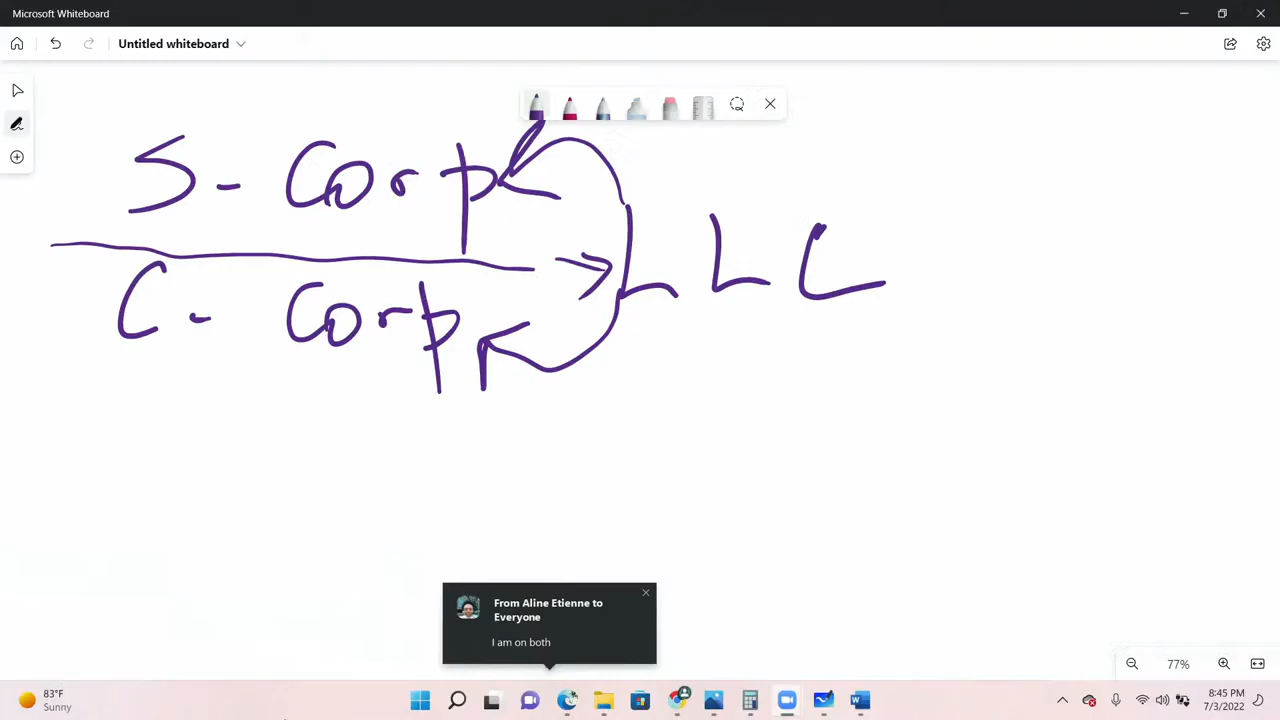 Microsoft Whiteboard
Untitled whiteboard
S - Corp
L L C
C - Corp
From Aline Etienne to
Everyone
I am on both
77%
83°F
Sunny
8:45 PM
7/3/2022